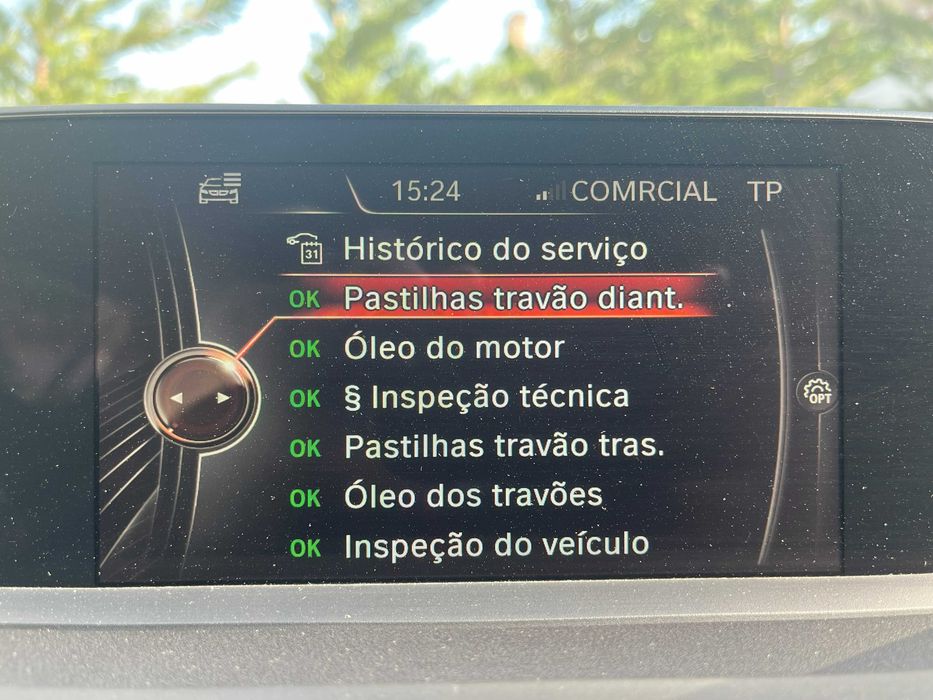 15:24 COMRCIAL TP
31 Histórico do serviço
OK Pastilhas travão diant.
OK Óleo do motor
OK § Inspeção técnica
OK Pastilhas travão tras.
OK Óleo dos travões
OK Inspeção do veículo
OPT